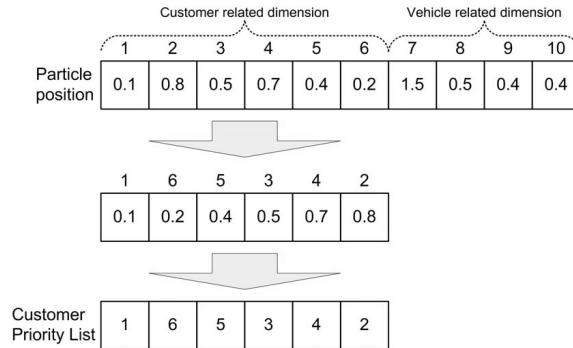 Customer related dimension Vehicle related dimension
1 2 3 4 5 6 7 8 9 10
Particle position 0.1 0.8 0.5 0.7 0.4 0.2 1.5 0.5 0.4 0.4
1 6 5 3 4 2
0.1 0.2 0.4 0.5 0.7 0.8
Customer
Priority List 1 6 5 3 4 2